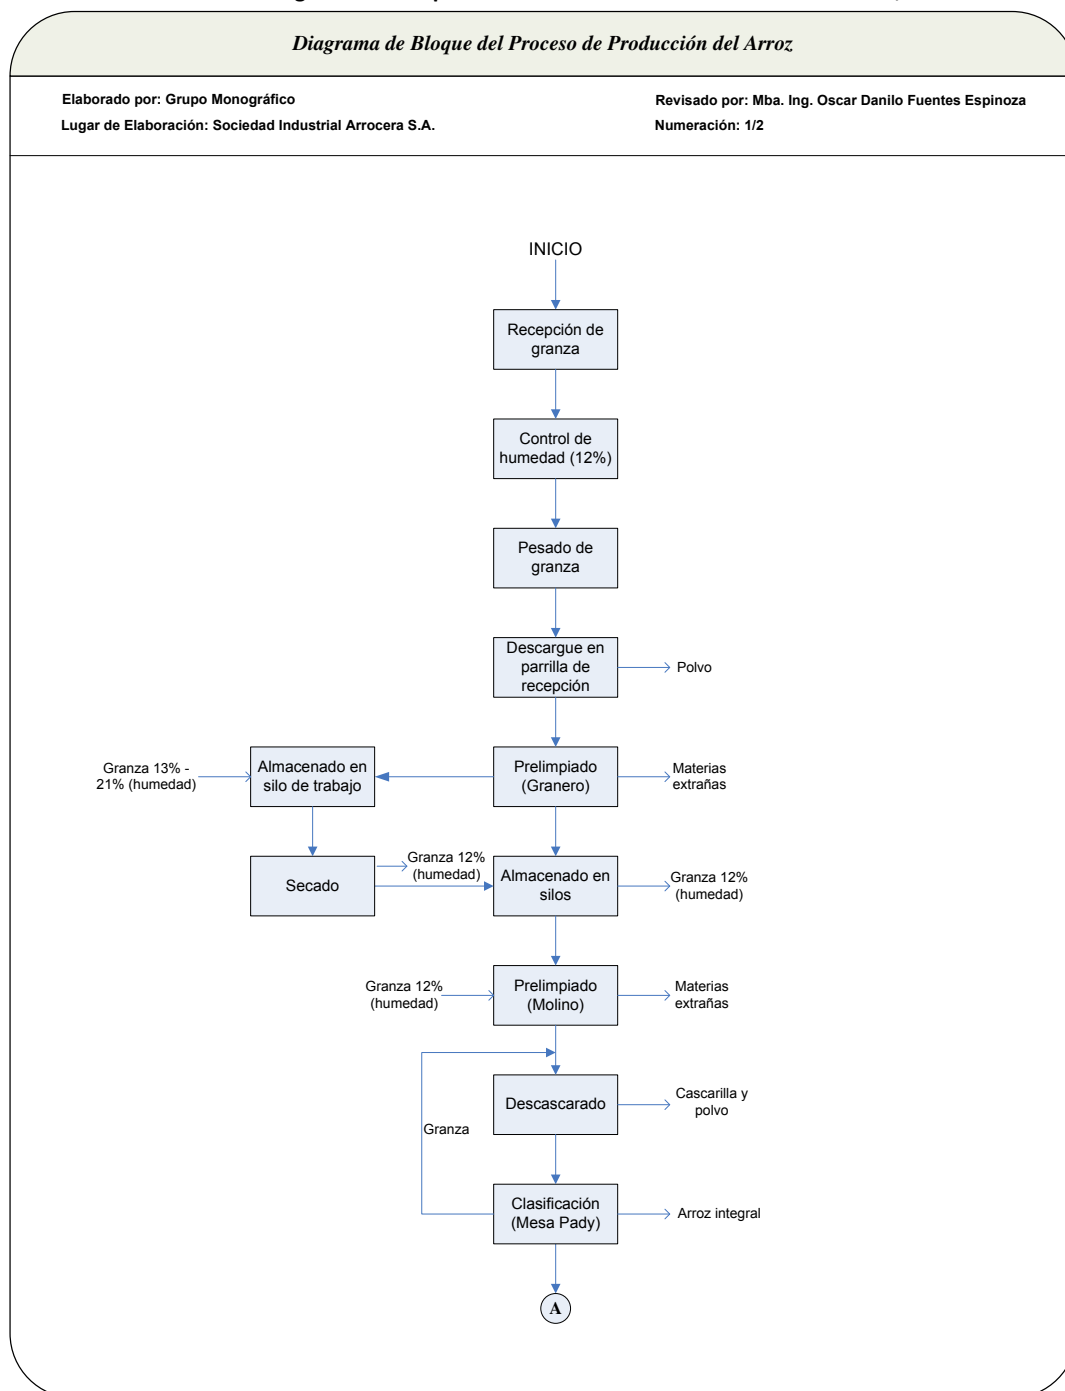 Diagrama de Bloque del Proceso de Producción del Arroz
Elaborado por: Grupo Monográfico
Revisado por: Mba. Ing. Oscar Danilo Fuentes Espinoza
Lugar de Elaboración: Sociedad Industrial Arrocera S.A.
Numeración: 1/2
INICIO
Recepción de
granza
Control de
humedad (12%)
Pesado de
granza
Descargue en
parrilla de
recepción
Polvo
Granza 13% -
21% (humedad)
Almacenado en
silo de trabajo
Prelimpiado
(Granero)
Materias
extrañas
Secado
Granza 12%
(humedad)
Almacenado en
silos
Granza 12%
(humedad)
Granza 12%
(humedad)
Prelimpiado
(Molino)
Materias
extrañas
Descascarado
Cascarilla y
polvo
Granza
Clasificación
(Mesa Pady)
Arroz integral
A